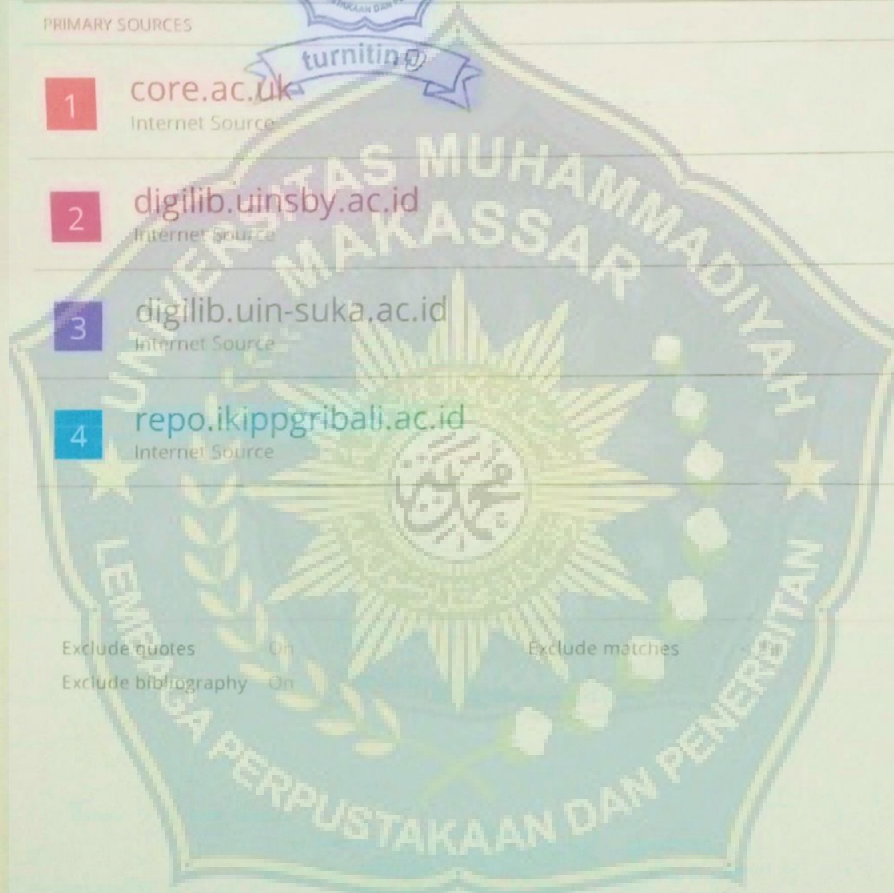 PRIMARY SOURCES
turnitin
1 core.ac.uk
Internet Source
2 digilib.uinsby.ac.id
Internet Source
3 digilib.uin-suka.ac.id
Internet Source
4 repo.ikippgribali.ac.id
Internet Source
UNIVERSITAS MUHAMMADIYAH
MAKASSAR
محمدية
LEMBAGA PERPUSTAKAAN DAN PENERBITAN
Exclude quotes On
Exclude matches
Exclude bibliography On